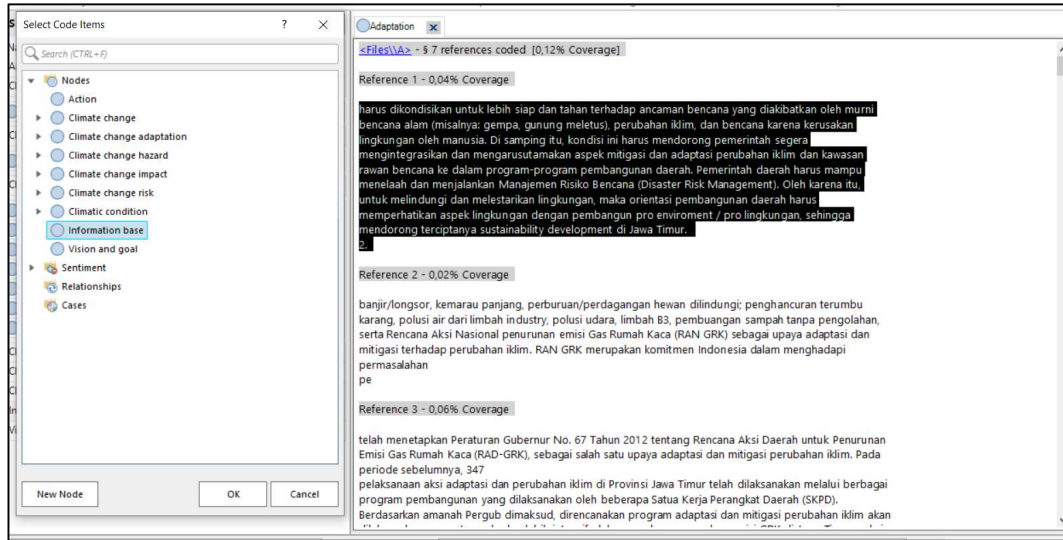 Select Code Items
?
Search (CTRL+F)
Nodes
Action
Climate change
Climate change adaptation
Climate change hazard
Climate change impact
Climate change risk
Climatic condition
Information base
Vision and goal
Sentiment
Relationships
Cases
New Node
OK
Cancel
Adaptation
<Files\\A> - § 7 references coded [0,12% Coverage]
Reference 1 - 0,04% Coverage
harus dikondisikan untuk lebih siap dan tahan terhadap ancaman bencana yang diakibatkan oleh murni
bencana alam (misalnya: gempa, gunung meletus), perubahan iklim, dan bencana karena kerusakan
lingkungan oleh manusia. Di samping itu, kondisi ini harus mendorong pemerintah segera
mengintegrasikan dan mengarusutamakan aspek mitigasi dan adaptasi perubahan iklim dan kawasan
rawan bencana ke dalam program-program pembangunan daerah. Pemerintah daerah harus mampu
menelaah dan menjalankan Manajemen Risiko Bencana (Disaster Risk Management). Oleh karena itu,
untuk melindungi dan melestarikan lingkungan, maka orientasi pembangunan daerah harus
memperhatikan aspek lingkungan dengan pembangun pro enviroment / pro lingkungan, sehingga
mendorong terciptanya sustainability development di Jawa Timur.
2.
Reference 2 - 0,02% Coverage
banjir/longsor, kemarau panjang, perburuan/perdagangan hewan dilindungi; penghancuran terumbu
karang, polusi air dari limbah industry, polusi udara, limbah B3, pembuangan sampah tanpa pengolahan,
serta Rencana Aksi Nasional penurunan emisi Gas Rumah Kaca (RAN GRK) sebagai upaya adaptasi dan
mitigasi terhadap perubahan iklim. RAN GRK merupakan komitmen Indonesia dalam menghadapi
permasalahan
pe
Reference 3 - 0,06% Coverage
telah menetapkan Peraturan Gubernur No. 67 Tahun 2012 tentang Rencana Aksi Daerah untuk Penurunan
Emisi Gas Rumah Kaca (RAD-GRK), sebagai salah satu upaya adaptasi dan mitigasi perubahan iklim. Pada
periode sebelumnya, 347
pelaksanaan aksi adaptasi dan perubahan iklim di Provinsi Jawa Timur telah dilaksanakan melalui berbagai
program pembangunan yang dilaksanakan oleh beberapa Satua Kerja Perangkat Daerah (SKPD).
Berdasarkan amanah Pergub dimaksud, direncanakan program adaptasi dan mitigasi perubahan iklim akan